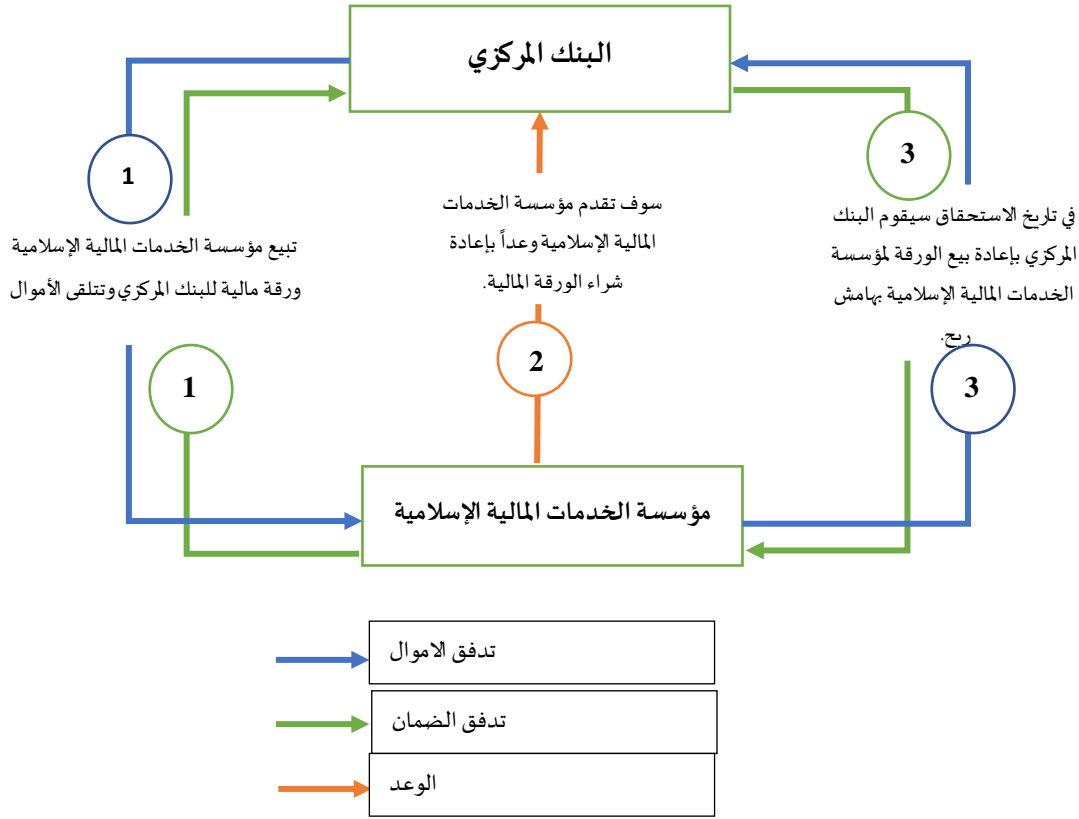 البنك المركزي
1
تبيع مؤسسة الخدمات المالية الإسلامية
ورقة مالية للبنك المركزي وتتلقى الأموال
1
سوف تقدم مؤسسة الخدمات
المالية الإسلامية وعداً بإعادة
شراء الورقة المالية.
2
3
في تاريخ الاستحقاق سيقوم البنك
المركزي بإعادة بيع الورقة لمؤسسة
الخدمات المالية الإسلامية بهامش
ربح.
3
مؤسسة الخدمات المالية الإسلامية
تدفق الاموال
تدفق الضمان
الوعد